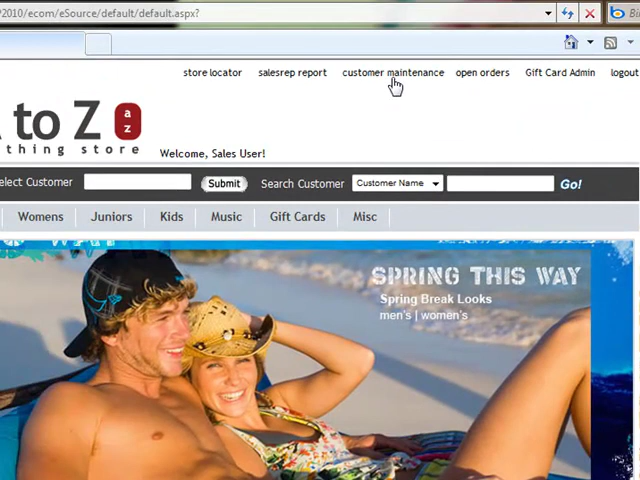 2010/ecom/eSource/default/default.aspx?
store locator salesrep report customer maintenance open orders Gift Card Admin logout
to Z a z
thing store
Welcome, Sales User!
elect Customer Submit Search Customer Customer Name Go!
Womens Juniors Kids Music Gift Cards Misc
SPRING THIS WAY
Spring Break Looks
men's | women's